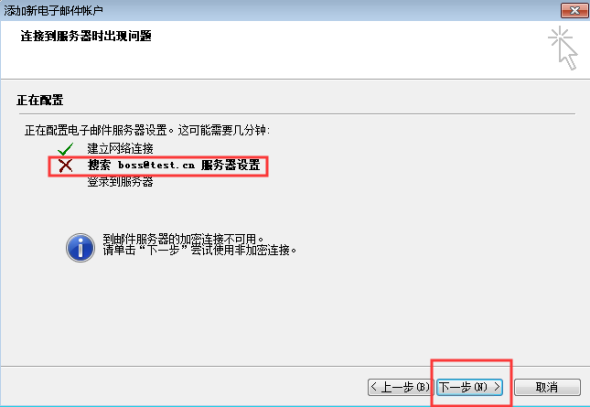 添加新电子邮件帐户
连接到服务器时出现问题
正在配置
正在配置电子邮件服务器设置。这可能需要几分钟:
建立网络连接
搜索 boss@test.cn 服务器设置
登录到服务器
到邮件服务器的加密连接不可用。
请单击“下一步”尝试使用非加密连接。
< 上一步(B) 下一步(N) > 取消